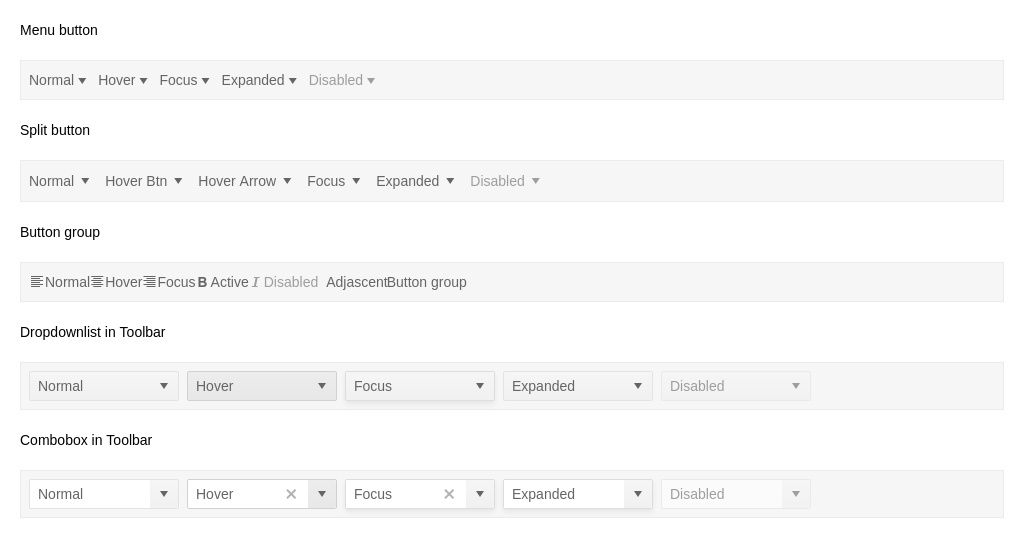 Menu button
Normal Hover Focus Expanded Disabled
Split button
Normal Hover Btn Hover Arrow Focus Expanded Disabled
Button group
Normal Hover Focus B Active I Disabled Adjascent Button group
Dropdownlist in Toolbar
Normal Hover Focus Expanded Disabled
Combobox in Toolbar
Normal Hover Focus Expanded Disabled